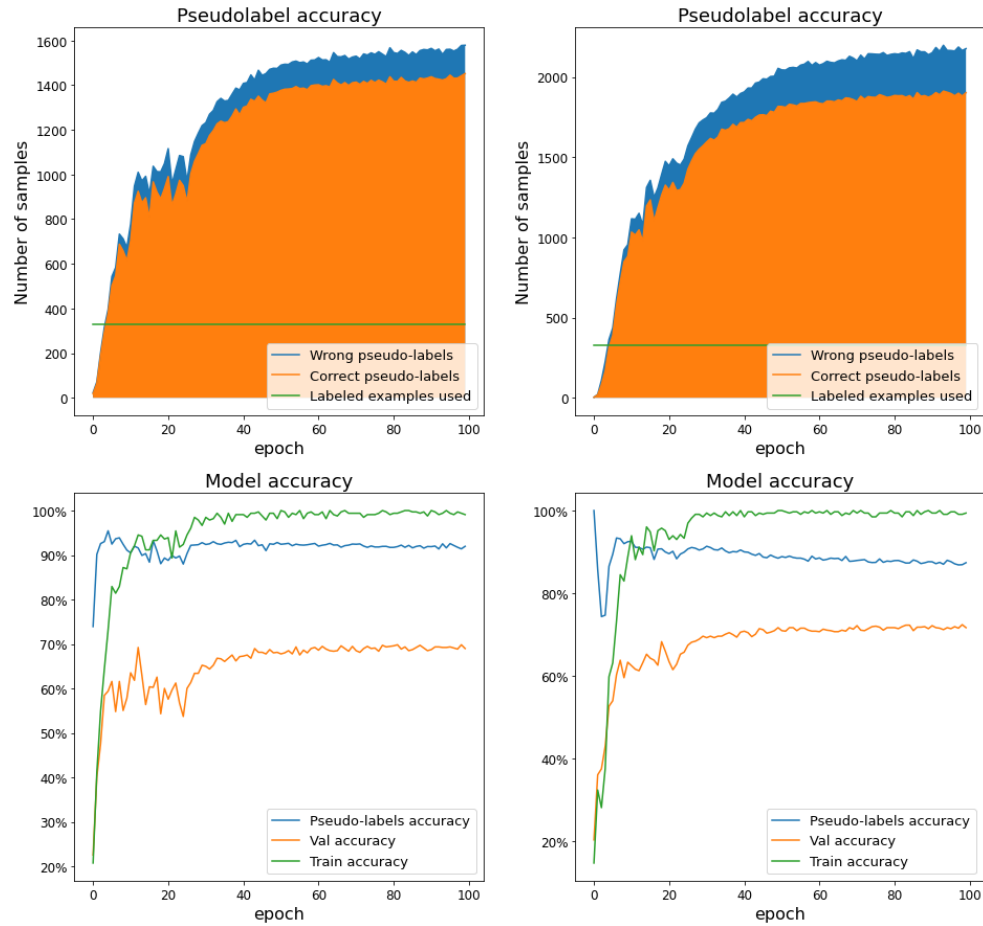 Pseudolabel accuracy
Number of samples
1600
1400
1200
1000
800
600
400
200
0
Wrong pseudo-labels
Correct pseudo-labels
Labeled examples used
0 20 40 60 80 100
epoch
Pseudolabel accuracy
Number of samples
2000
1500
1000
500
0
Wrong pseudo-labels
Correct pseudo-labels
Labeled examples used
0 20 40 60 80 100
epoch
Model accuracy
100%
90%
80%
70%
60%
50%
40%
30%
20%
Pseudo-labels accuracy
Val accuracy
Train accuracy
0 20 40 60 80 100
epoch
Model accuracy
100%
80%
60%
40%
20%
Pseudo-labels accuracy
Val accuracy
Train accuracy
0 20 40 60 80 100
epoch